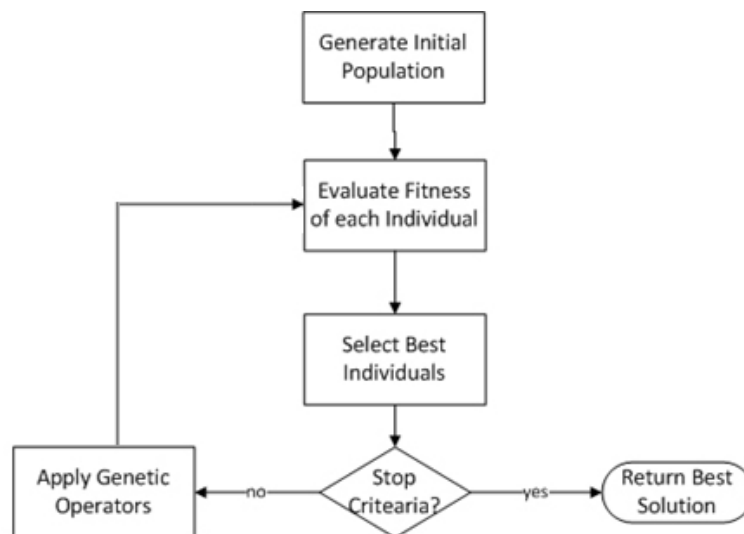 Generate Initial
Population
Evaluate Fitness
of each Individual
Select Best
Individuals
Apply Genetic
Operators
no
Stop
Critearia?
yes
Return Best
Solution